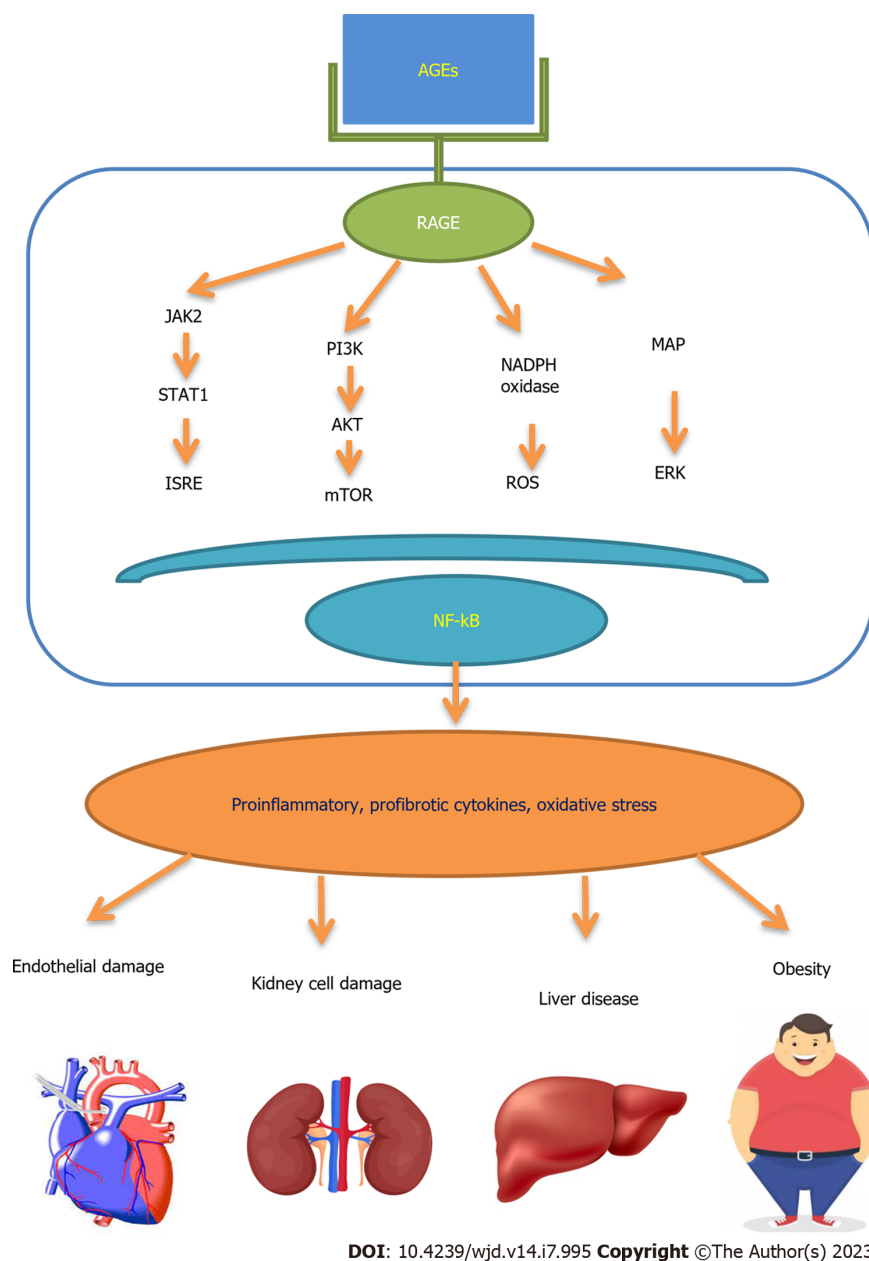 AGEs
RAGE
JAK2
PI3K
NADPH
oxidase
MAP
STAT1
AKT
ISRE
mTOR
ROS
ERK
NF-kB
Proinflammatory, profibrotic cytokines, oxidative stress
Endothelial damage
Kidney cell damage
Liver disease
Obesity
DOI: 10.4239/wjd.v14.i7.995 Copyright ©The Author(s) 2023